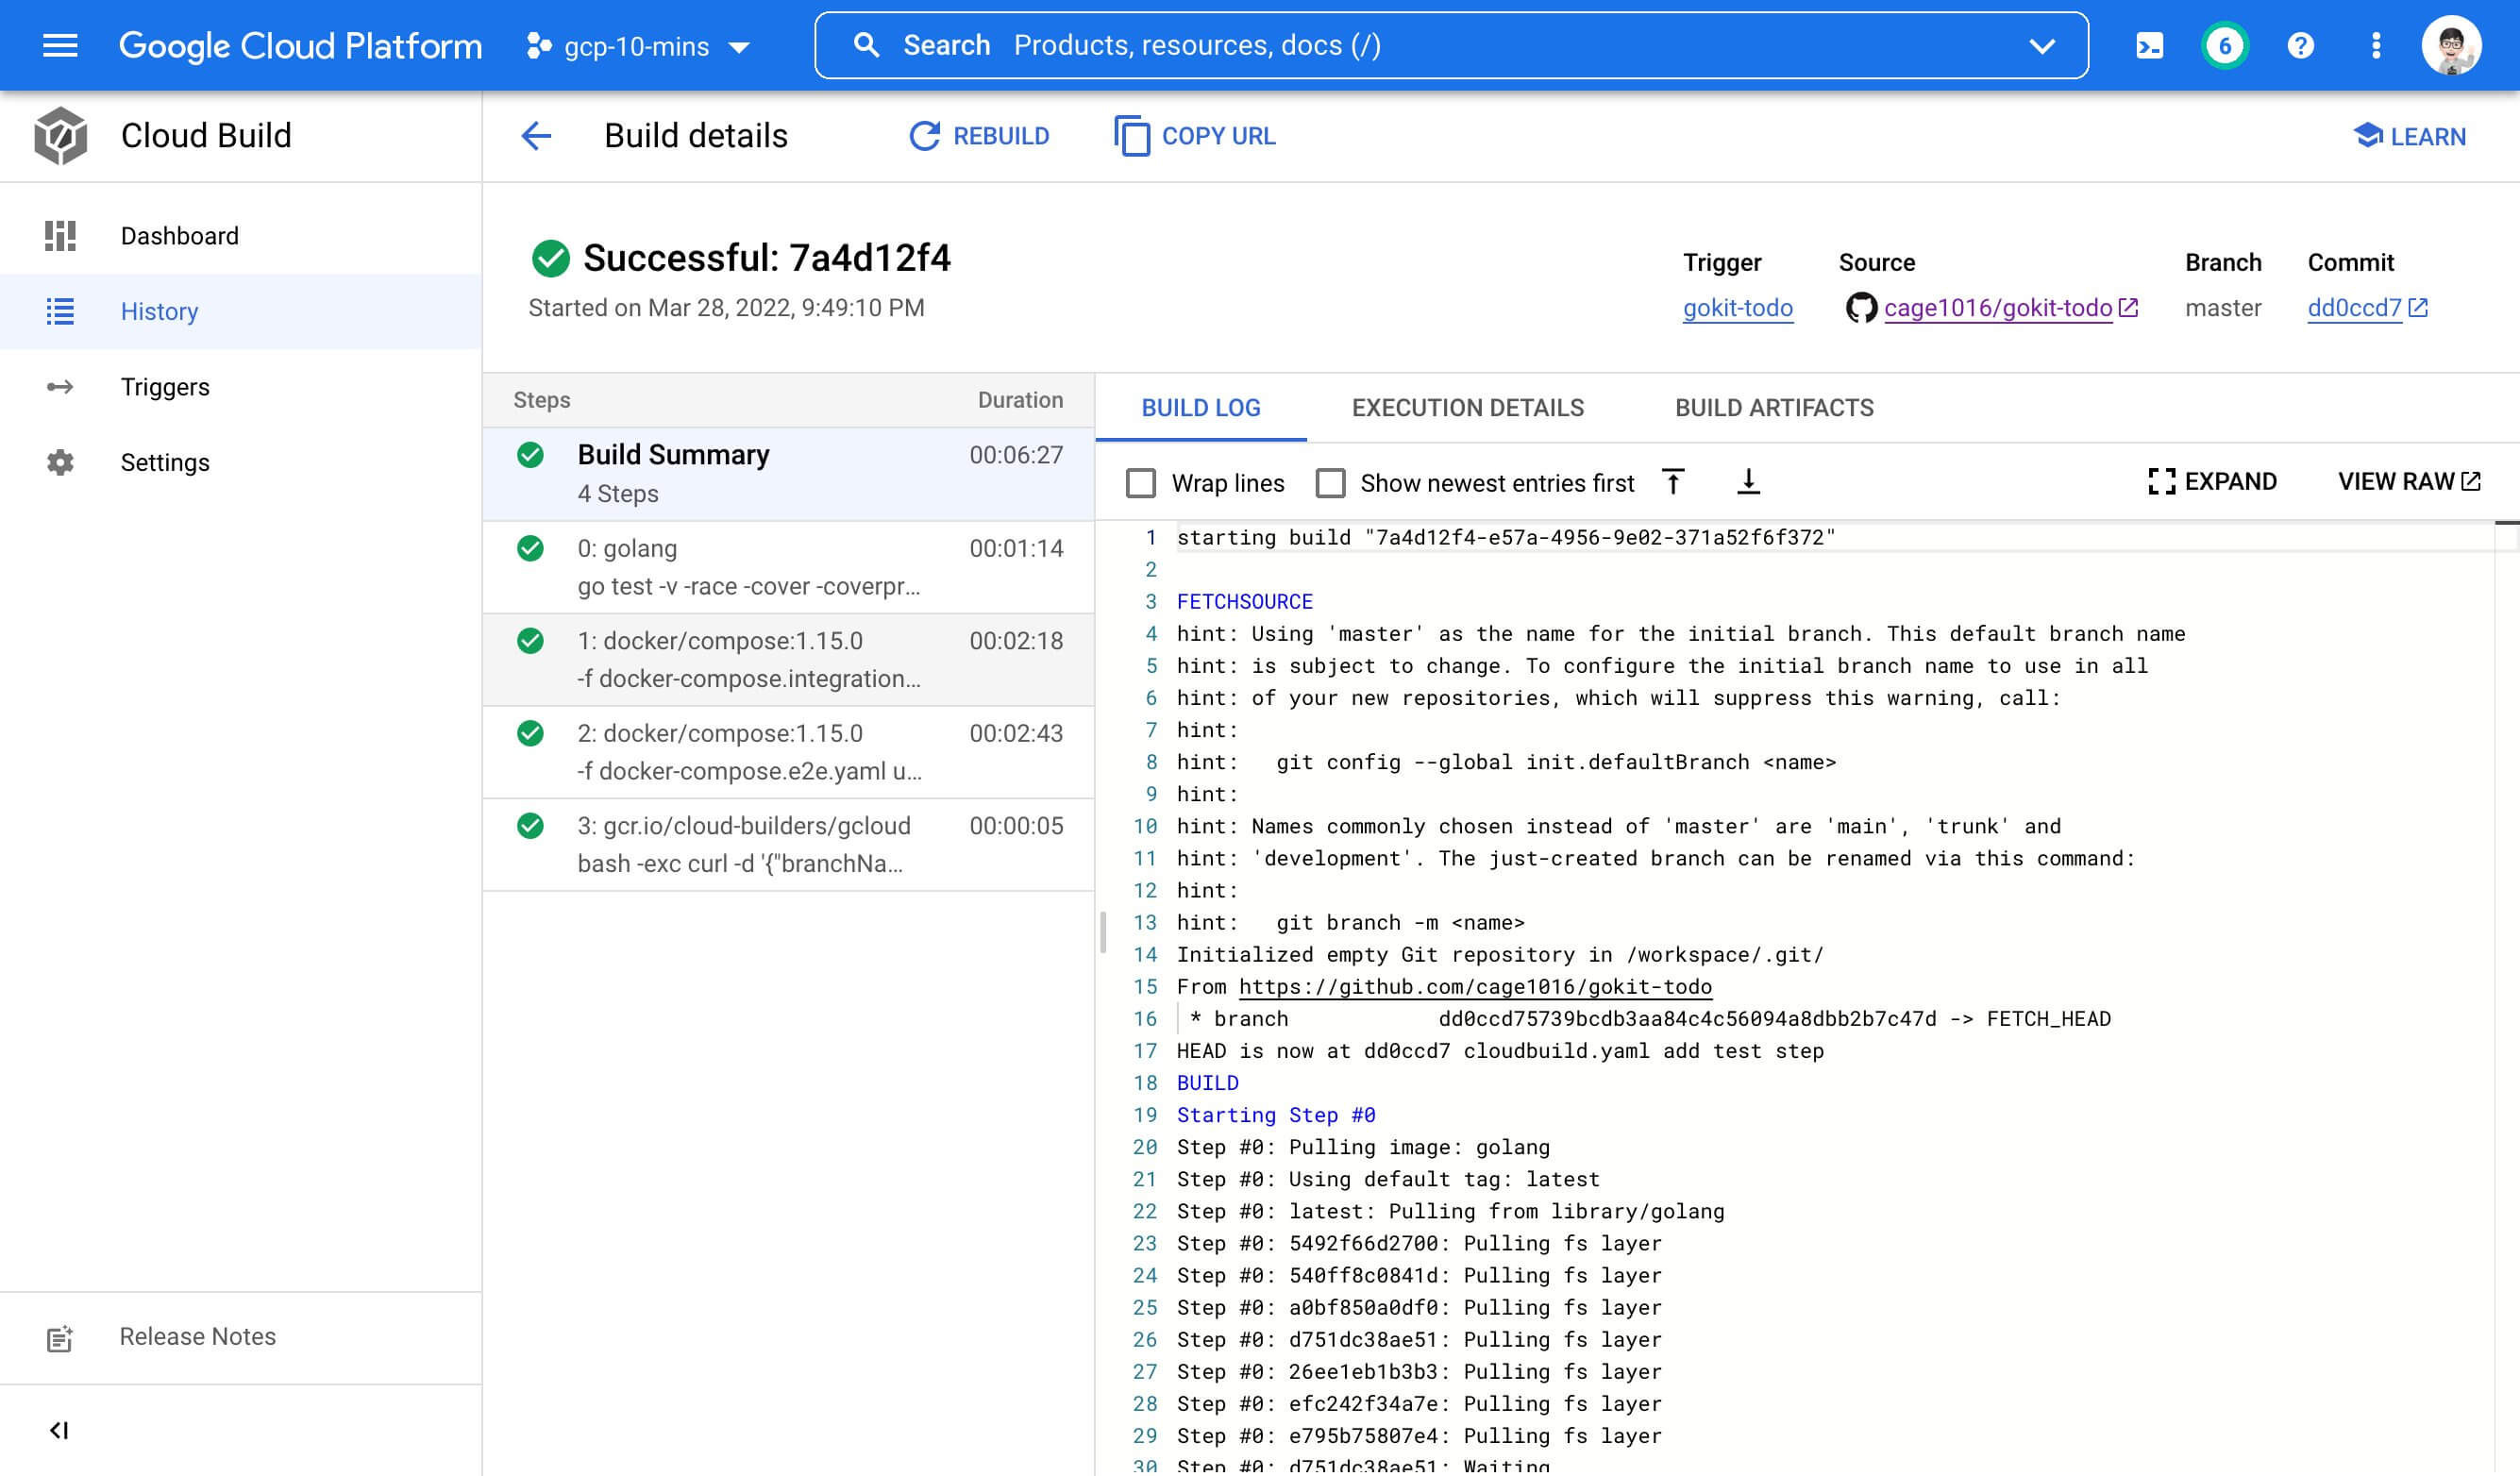 Google Cloud Platform
gcp-10-mins
Search Products, resources, docs (/)
6
Cloud Build
Build details
REBUILD
COPY URL
LEARN
Dashboard
History
Triggers
Settings
Release Notes
Successful: 7a4d12f4
Started on Mar 28, 2022, 9:49:10 PM
Trigger
Source
Branch
Commit
gokit-todo
cage1016/gokit-todo
master
dd0ccd7
Steps Duration
Build Summary 00:06:27
4 Steps
0: golang 00:01:14
go test -v -race -cover -coverpr...
1: docker/compose:1.15.0 00:02:18
-f docker-compose.integration...
2: docker/compose:1.15.0 00:02:43
-f docker-compose.e2e.yaml u...
3: gcr.io/cloud-builders/gcloud 00:00:05
bash -exc curl -d '{"branchNa...
BUILD LOG
EXECUTION DETAILS
BUILD ARTIFACTS
Wrap lines
Show newest entries first
EXPAND
VIEW RAW
1 starting build "7a4d12f4-e57a-4956-9e02-371a52f6f372"
2
3 FETCHSOURCE
4 hint: Using 'master' as the name for the initial branch. This default branch name
5 hint: is subject to change. To configure the initial branch name to use in all
6 hint: of your new repositories, which will suppress this warning, call:
7 hint:
8 hint:   git config --global init.defaultBranch <name>
9 hint:
10 hint: Names commonly chosen instead of 'master' are 'main', 'trunk' and
11 hint: 'development'. The just-created branch can be renamed via this command:
12 hint:
13 hint:   git branch -m <name>
14 Initialized empty Git repository in /workspace/.git/
15 From https://github.com/cage1016/gokit-todo
16  * branch            dd0ccd75739bcdb3aa84c4c56094a8dbb2b7c47d -> FETCH_HEAD
17 HEAD is now at dd0ccd7 cloudbuild.yaml add test step
18 BUILD
19 Starting Step #0
20 Step #0: Pulling image: golang
21 Step #0: Using default tag: latest
22 Step #0: latest: Pulling from library/golang
23 Step #0: 5492f66d2700: Pulling fs layer
24 Step #0: 540ff8c0841d: Pulling fs layer
25 Step #0: a0bf850a0df0: Pulling fs layer
26 Step #0: d751dc38ae51: Pulling fs layer
27 Step #0: 26ee1eb1b3b3: Pulling fs layer
28 Step #0: efc242f34a7e: Pulling fs layer
29 Step #0: e795b75807e4: Pulling fs layer
30 Step #0: d751dc38ae51: Waiting